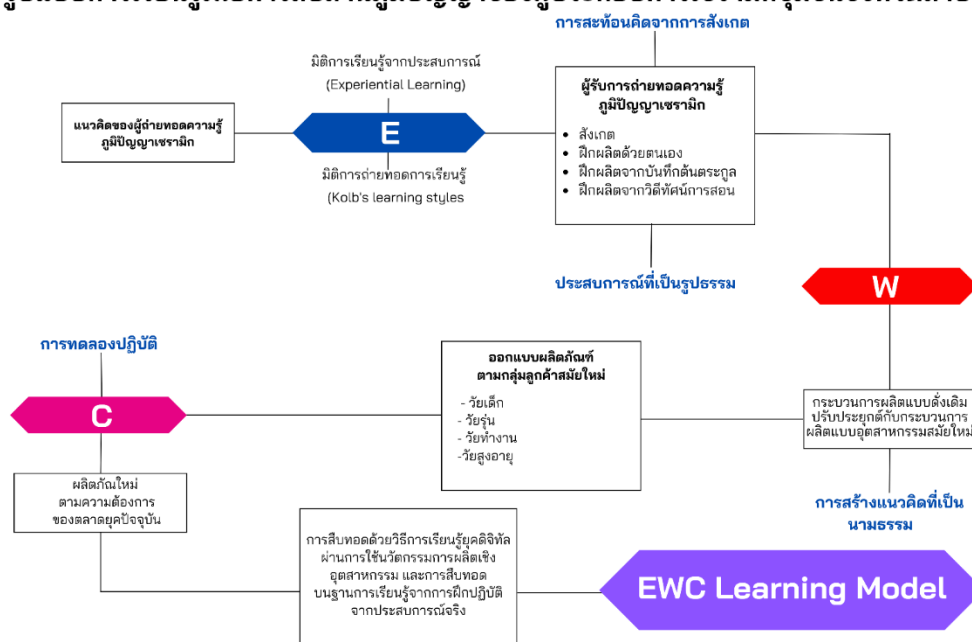 การสะท้อนคิดจากการสังเกต
มิติการเรียนรู้จากประสบการณ์
(Experiential Learning)
แนวคิดของผู้ถ่ายทอดความรู้
ภูมิปัญญาเซรามิก
E
มิติการถ่ายทอดการเรียนรู้
(Kolb's learning styles
ผู้รับการถ่ายทอดความรู้
ภูมิปัญญาเซรามิก
• สังเกต
• ฝึกผลิตด้วยตนเอง
• ฝึกผลิตจากบันทึกต้นตระกูล
• ฝึกผลิตจากวิดีทัศน์การสอน
ประสบการณ์ที่เป็นรูปธรรม
W
การทดลองปฏิบัติ
C
ออกแบบผลิตภัณฑ์
ตามกลุ่มลูกค้าสมัยใหม่
- วัยเด็ก
- วัยรุ่น
- วัยทำงาน
-วัยสูงอายุ
กระบวนการผลิตแบบดั่งเดิม
ปรับประยุกต์กับกระบวนการ
ผลิตแบบอุตสาหกรรมสมัยใหม่
การสร้างแนวคิดที่เป็น
นามธรรม
ผลิตภัณใหม่
ตามความต้องการ
ของตลาดยุคปัจจุบัน
การสืบทอดด้วยวิธีการเรียนรู้ยุคดิจิทัล
ผ่านการใช้นวัตกรรมการผลิตเชิง
อุตสาหกรรม และการสืบทอด
บนฐานการเรียนรู้จากการฝึกปฏิบัติ
จากประสบการณ์จริง
EWC Learning Model